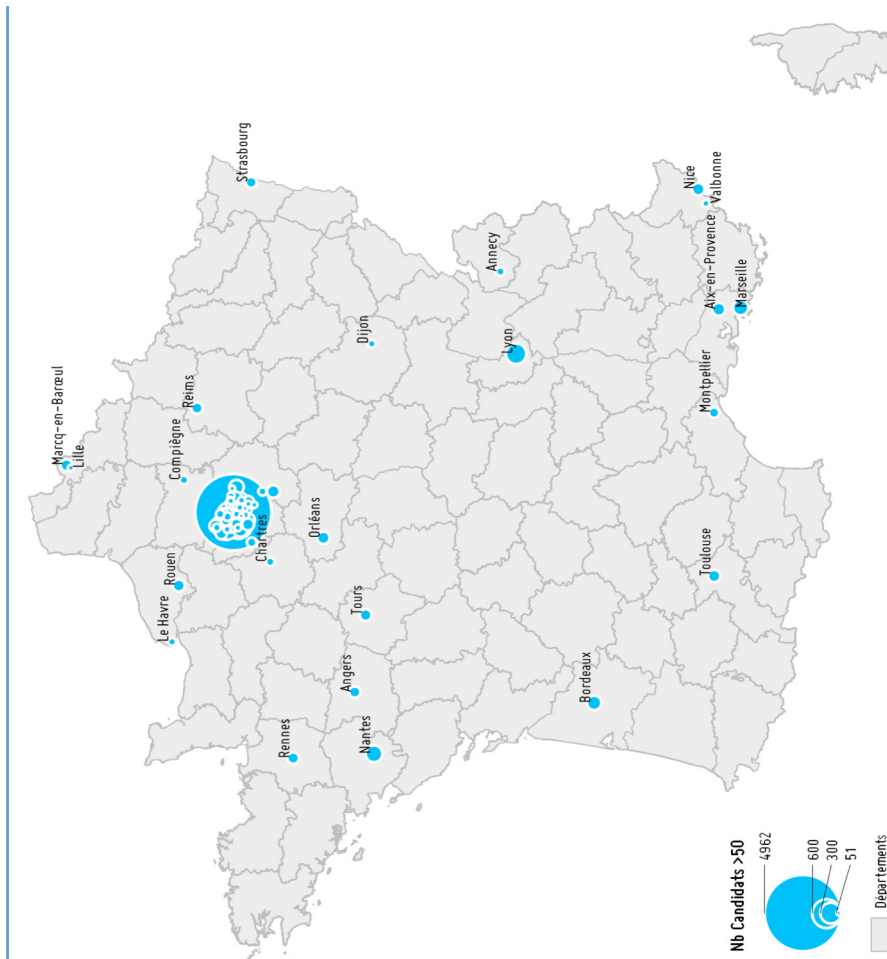 Marcq-en-Barœul
Lille
Le Havre
Rouen
Compiègne
Reims
Strasbourg
Chartres
Orléans
Rennes
Angers
Tours
Nantes
Dijon
Annecy
Lyon
Bordeaux
Toulouse
Montpellier
Aix-en-Provence
Marseille
Nice
Valbonne
Nb Candidats >50
4962
600
300
51
Départements